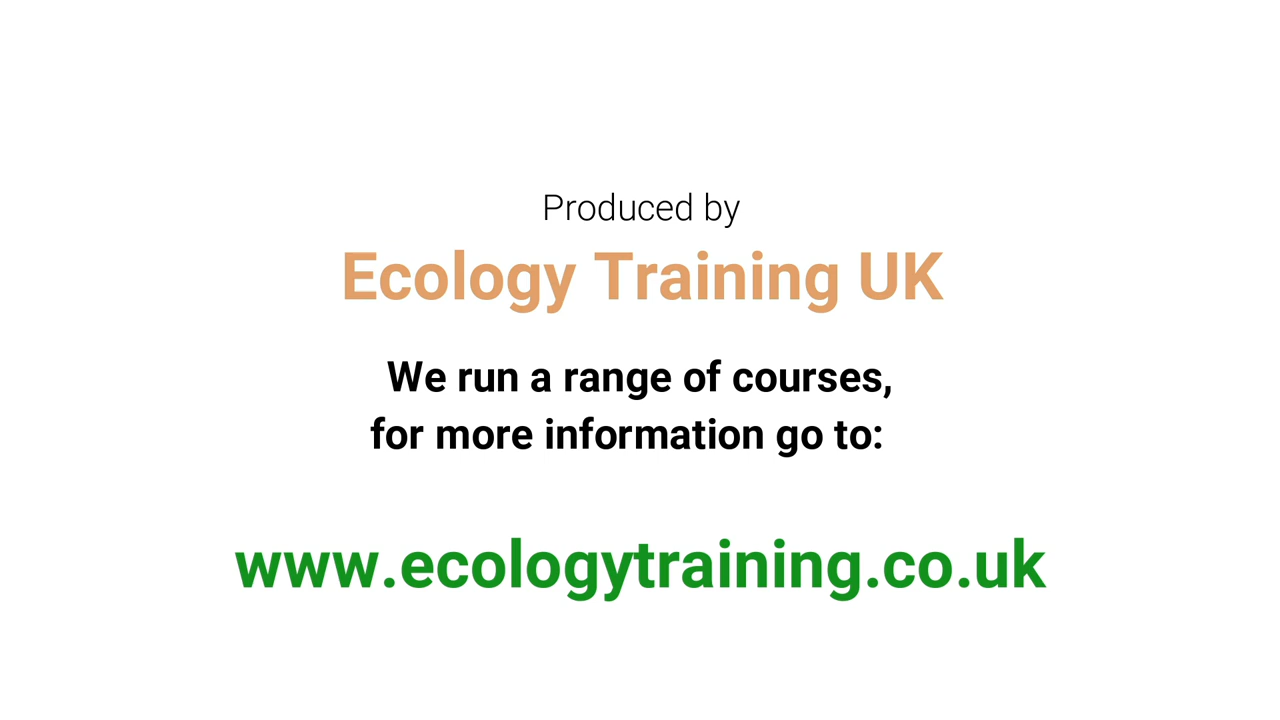 Produced by
Ecology Training UK
We run a range of courses,
for more information go to:
www.ecologytraining.co.uk